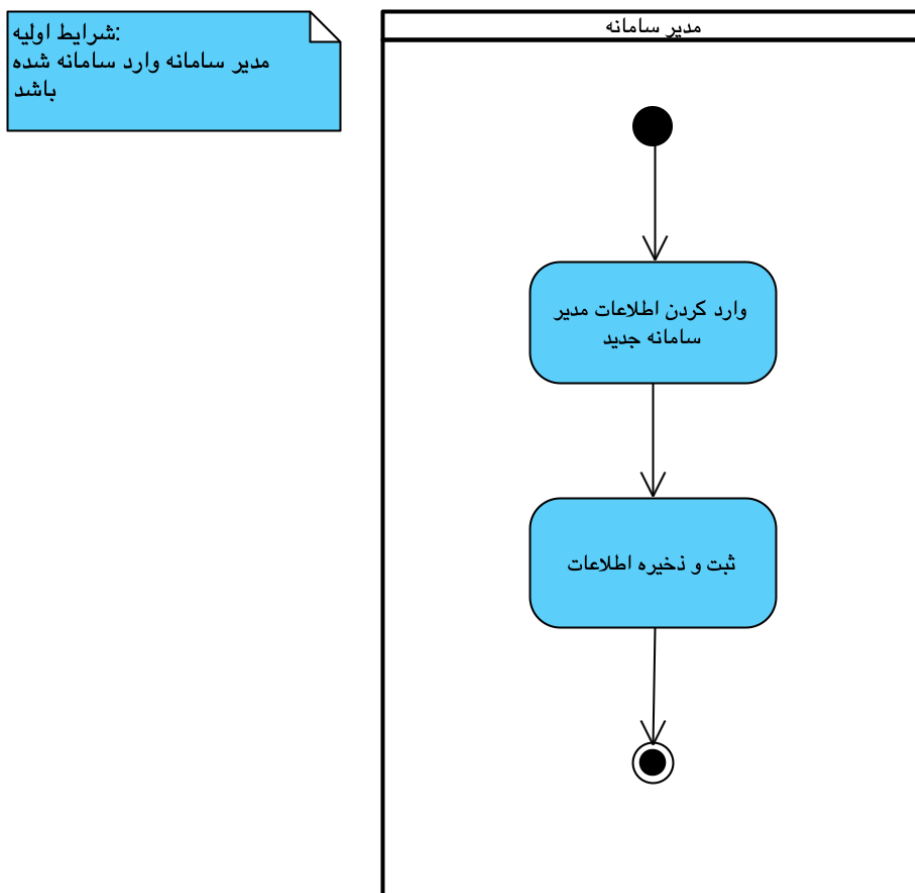 شرایط اولیه:
مدیر سامانه وارد سامانه شده
باشد
مدیر سامانه
وارد کردن اطلاعات مدیر
سامانه جدید
ثبت و ذخیره اطلاعات